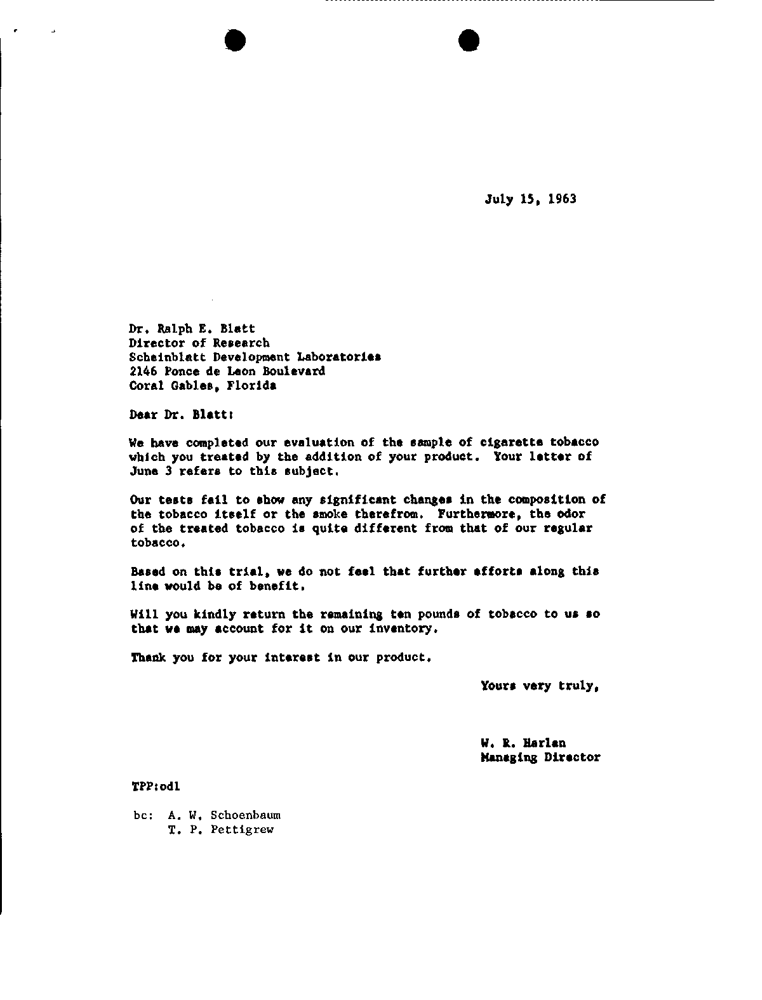 July 15, 1963
Dr. Ralph E. Blatt
Director of Research
Scheinblatt Development Laboratories
2146 Ponce de Leon Boulevard
Coral Gables, Florida
Dear Dr. Blatt:
We have completed our evaluation of the sample of cigarette tobacco
which you treated by the addition of your product. Your letter of
June 3 refers to this subject.
Our tests fail to show any significant changes in the composition of
the tobacco itself or the smoke therefrom. Furthermore, the odor
of the treated tobacco is quite different from that of our regular
tobacco.
Based on this trial, we do not feel that further efforts along this
line would be of benefit.
Will you kindly return the remaining ten pounds of tobacco to us so
that we may account for it on our inventory.
Thank you for your interest in our product.
Yours very truly,
W. R. Harlan
Managing Director
TPP:odl
bc: A. W. Schoenbaum
T. P. Pettigrew